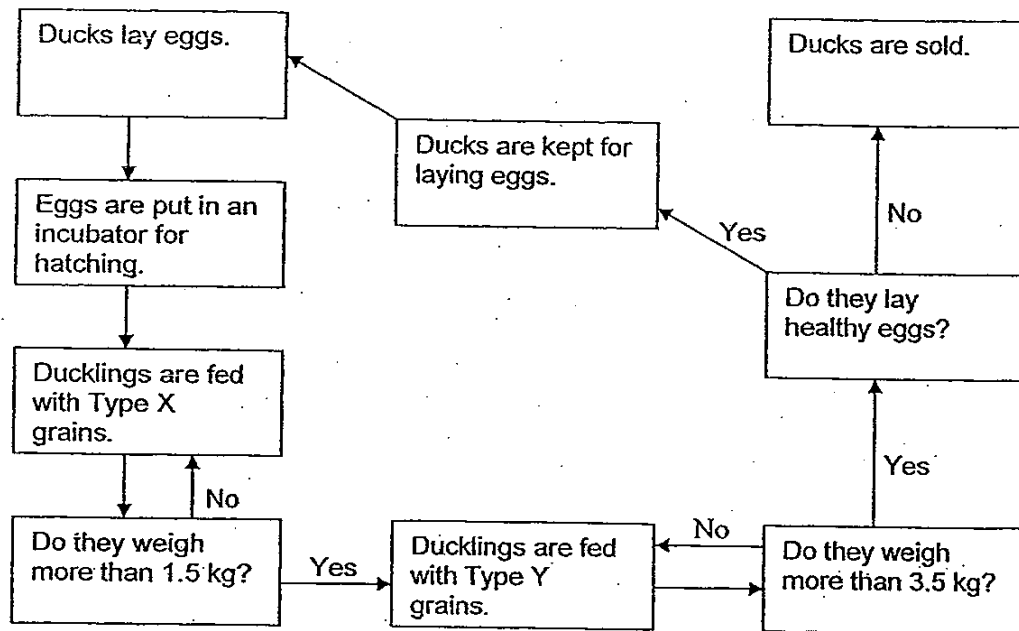 Ducks lay eggs.
Eggs are put in an
incubator for
hatching.
Ducklings are fed
with Type X
grains.
No
Do they weigh
more than 1.5 kg?
Yes
Ducklings are fed
with Type Y
grains.
No
Do they weigh
more than 3.5 kg?
Yes
Do they lay
healthy eggs?
Yes
Ducks are kept for
laying eggs.
No
Ducks are sold.